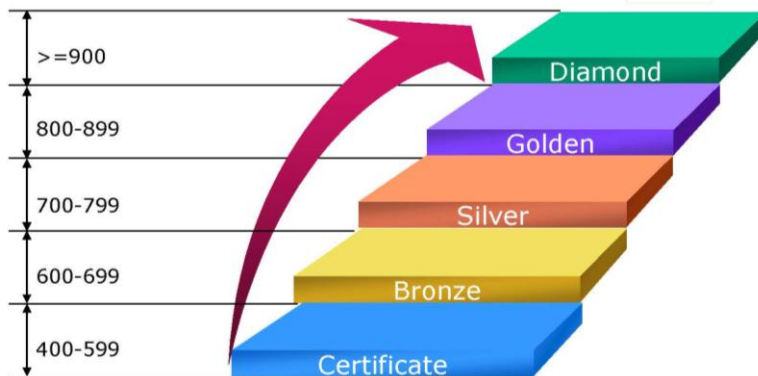 >=900
Diamond
800-899
Golden
700-799
Silver
600-699
Bronze
400-599
Certificate